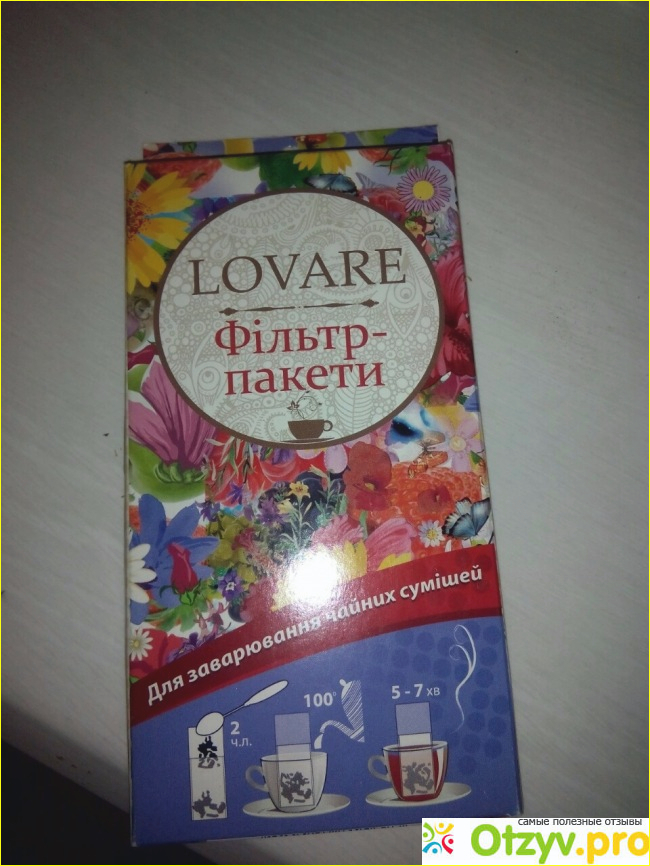 LOVARE
Фільтр-
пакети
Для заварювання чайних сумішей
2
ч.л.
100°
5 - 7 хв
самые полезные отзывы
Otzyv.pro